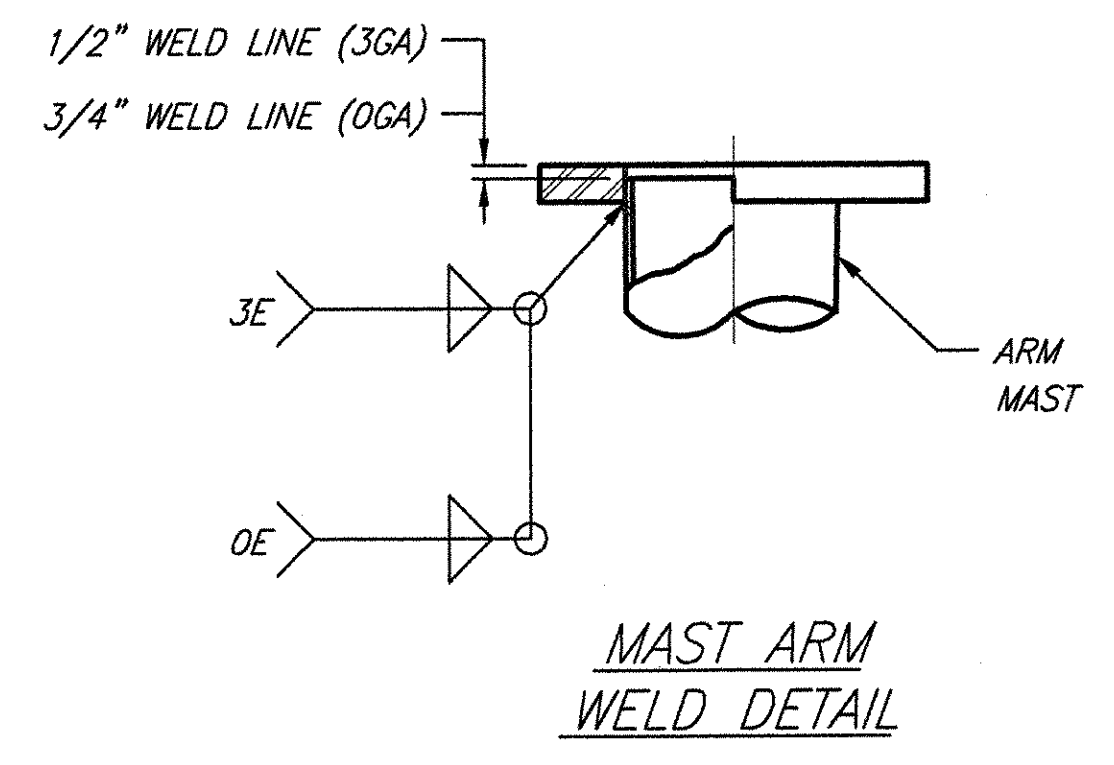 1/2" WELD LINE (3GA)
3/4" WELD LINE (0GA)
3E
ARM
MAST
0E
MAST ARM
WELD DETAIL